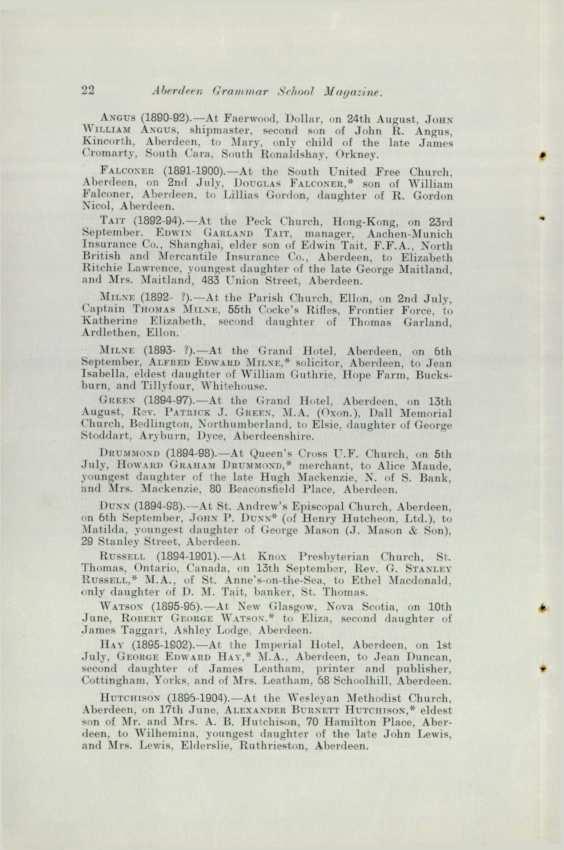 22 Aberdeen Grammar School Magazine.
ANGUS (1890-92).—At Faerwood, Dollar, on 24th August, JOHN
WILLIAM ANGUS, shipmaster, second son of John R. Angus,
Kincorth, Aberdeen, to Mary, only child of the late James
Cromarty, South Cara, South Ronaldshay, Orkney.
FALCONER (1891-1900).—At the South United Free Church,
Aberdeen, on 2nd July, DOUGLAS FALCONER,* son of William
Falconer, Aberdeen, to Lillias Gordon, daughter of R. Gordon
Nicol, Aberdeen.
TAIT (1892-94).—At the Peek Church, Hong-Kong, on 23rd
September, EDWIN GARLAND TAIT, manager, Aachen-Munich
Insurance Co., Shanghai, elder son of Edwin Tait, F.F.A., North
British and Mercantile Insurance Co., Aberdeen, to Elizabeth
Ritchie Lawrence, youngest daughter of the late George Maitland,
and Mrs. Maitland, 483 Union Street, Aberdeen.
MILNE (1892- ?).—At the Parish Church, Ellon, on 2nd July,
Captain THOMAS MILNE, 55th Cocke's Rifles, Frontier Force, to
Katherine Elizabeth, second daughter of Thomas Garland,
Ardlethen, Ellon.
MILNE (1893- ?).—At the Grand Hotel, Aberdeen, on 6th
September, ALFRED EDWARD MILNE,* solicitor, Aberdeen, to Jean
Isabella, eldest daughter of William Guthrie, Hope Farm, Bucks-
burn, and Tillyfour, Whitehouse.
GREEN (1894-97).—At the Grand Hotel, Aberdeen, on 13th
August, REV. PATRICK J. GREEN, M.A. (Oxon.), Dall Memorial
Church, Bedlington, Northumberland, to Elsie, daughter of George
Stoddart, Aryburn, Dyce, Aberdeenshire.
DRUMMOND (1894-98).—At Queen's Cross U.F. Church, on 5th
July, HOWARD GRAHAM DRUMMOND,* merchant, to Alice Maude,
youngest daughter of the late Hugh Mackenzie, N. of S. Bank,
and Mrs. Mackenzie, 80 Beaconsfield Place, Aberdeen.
DUNN (1894-98).—At St. Andrew's Episcopal Church, Aberdeen,
on 6th September, JOHN P. DUNN* (of Henry Hutcheon, Ltd.), to
Matilda, youngest daughter of George Mason (J. Mason & Son),
29 Stanley Street, Aberdeen.
RUSSELL (1894-1901).—At Knox Presbyterian Church, St.
Thomas, Ontario, Canada, on 13th September, Rev. G. STANLEY
RUSSELL,* M.A., of St. Anne's-on-the-Sea, to Ethel Macdonald,
only daughter of D. M. Tait, banker, St. Thomas.
WATSON (1895-96).—At New Glasgow, Nova Scotia, on 10th
June, ROBERT GEORGE WATSON,* to Eliza, second daughter of
James Taggart, Ashley Lodge, Aberdeen.
HAY (1895-1902).—At the Imperial Hotel, Aberdeen, on 1st
July, GEORGE EDWARD HAY,* M.A., Aberdeen, to Jean Duncan,
second daughter of James Leatham, printer and publisher,
Cottingham, Yorks, and of Mrs. Leatham, 58 Schoolhill, Aberdeen.
HUTCHISON (1895-1904).—At the Wesleyan Methodist Church,
Aberdeen, on 17th June, ALEXANDER BURNETT HUTCHISON,* eldest
son of Mr. and Mrs. A. B. Hutchison, 70 Hamilton Place, Aber-
deen, to Wilhemina, youngest daughter of the late John Lewis,
and Mrs. Lewis, Elderslie, Ruthrieston, Aberdeen.